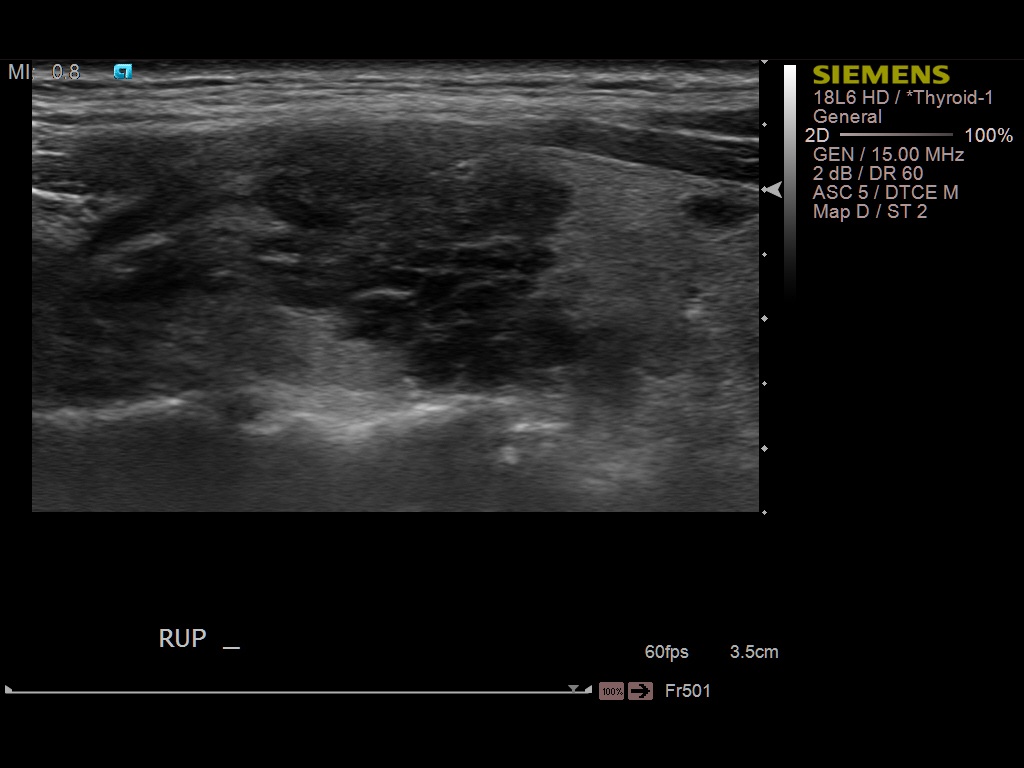 MI: 0.8
SIEMENS
18L6 HD / *Thyroid-1
General
2D 100%
GEN / 15.00 MHz
2 dB / DR 60
ASC 5 / DTCE M
Map D / ST 2
RUP _
60fps 3.5cm
100% Fr501